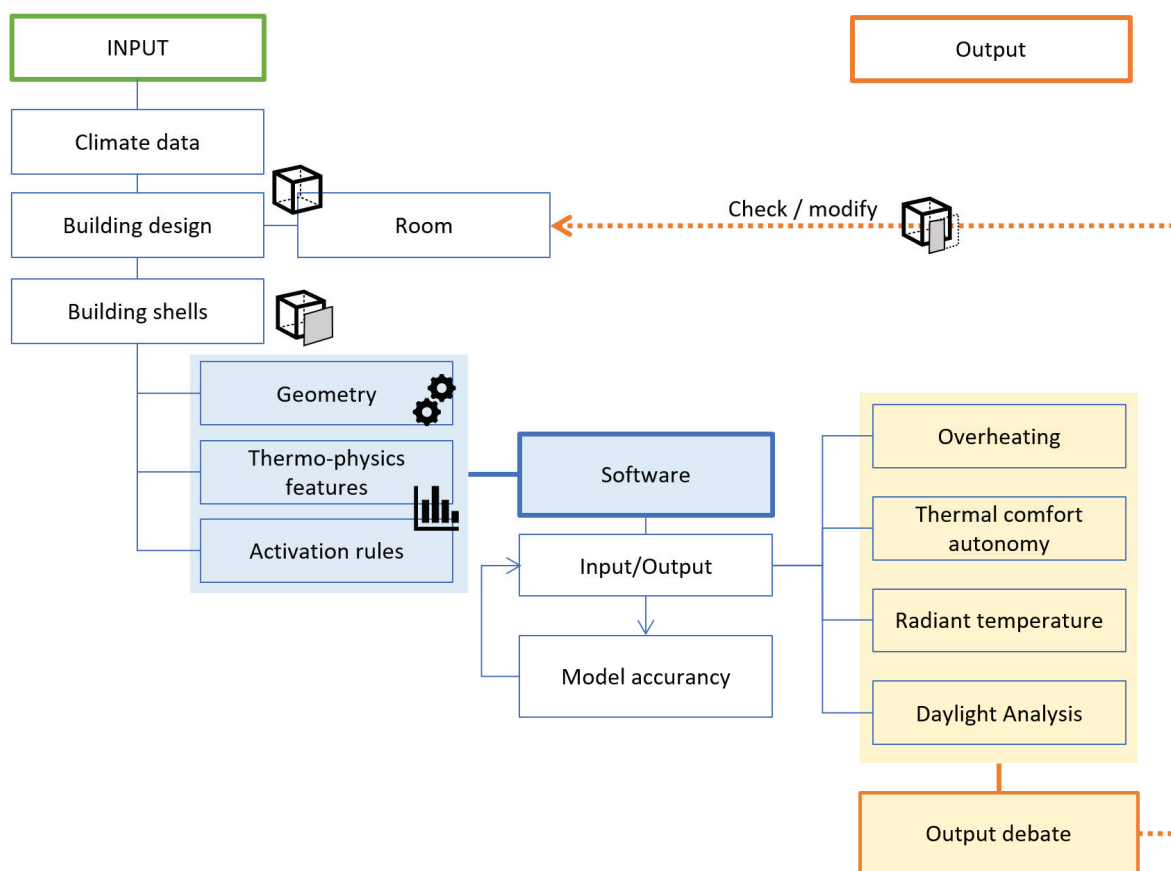 INPUT
Output
Climate data
Building design
Room
Check / modify
Building shells
Geometry
Thermo-physics
features
Activation rules
Software
Input/Output
Model accurancy
Overheating
Thermal comfort
autonomy
Radiant temperature
Daylight Analysis
Output debate